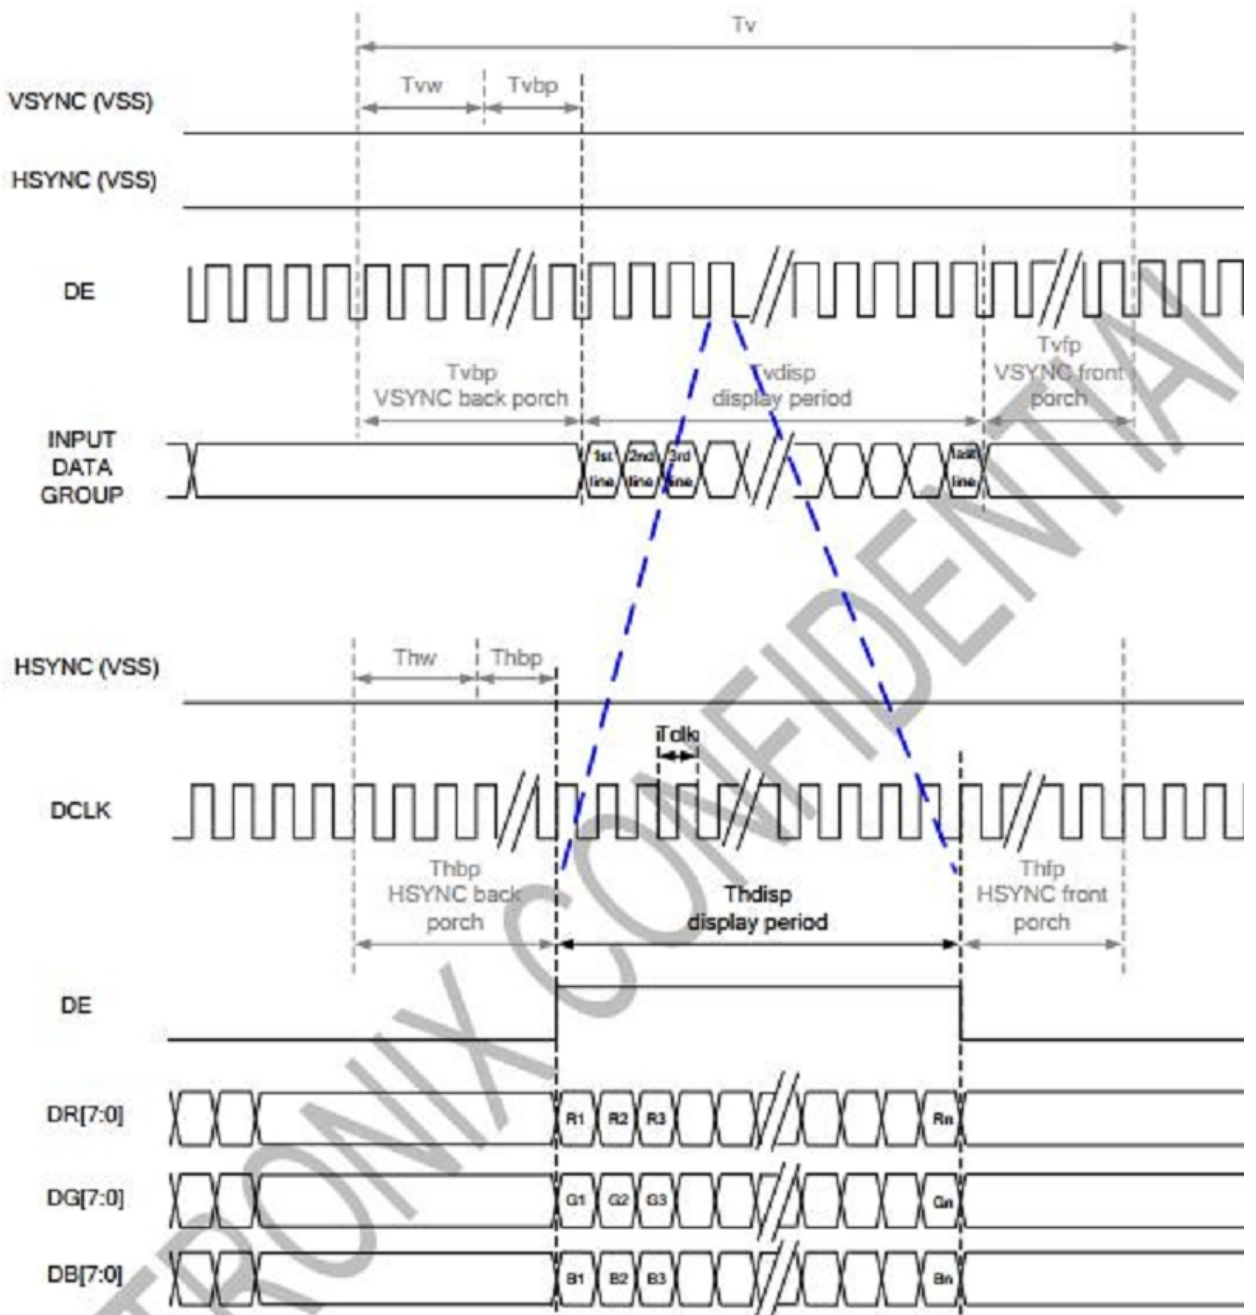 Tv
Tvw
Tvbp
VSYNC (VSS)
HSYNC (VSS)
DE
Tvbp
VSYNC back porch
Tvdisp
display period
Tvfp
VSYNC front
porch
INPUT
DATA
GROUP
1st
line
2nd
line
3rd
line
last
line
HSYNC (VSS)
Thw
Thbp
Tclk
DCLK
Thbp
HSYNC back
porch
Thdisp
display period
Thfp
HSYNC front
porch
DE
DR[7:0]
R1 R2 R3 Rn
DG[7:0]
G1 G2 G3 Gn
DB[7:0]
B1 B2 B3 Bn
TRONIX CONFIDENTIAL